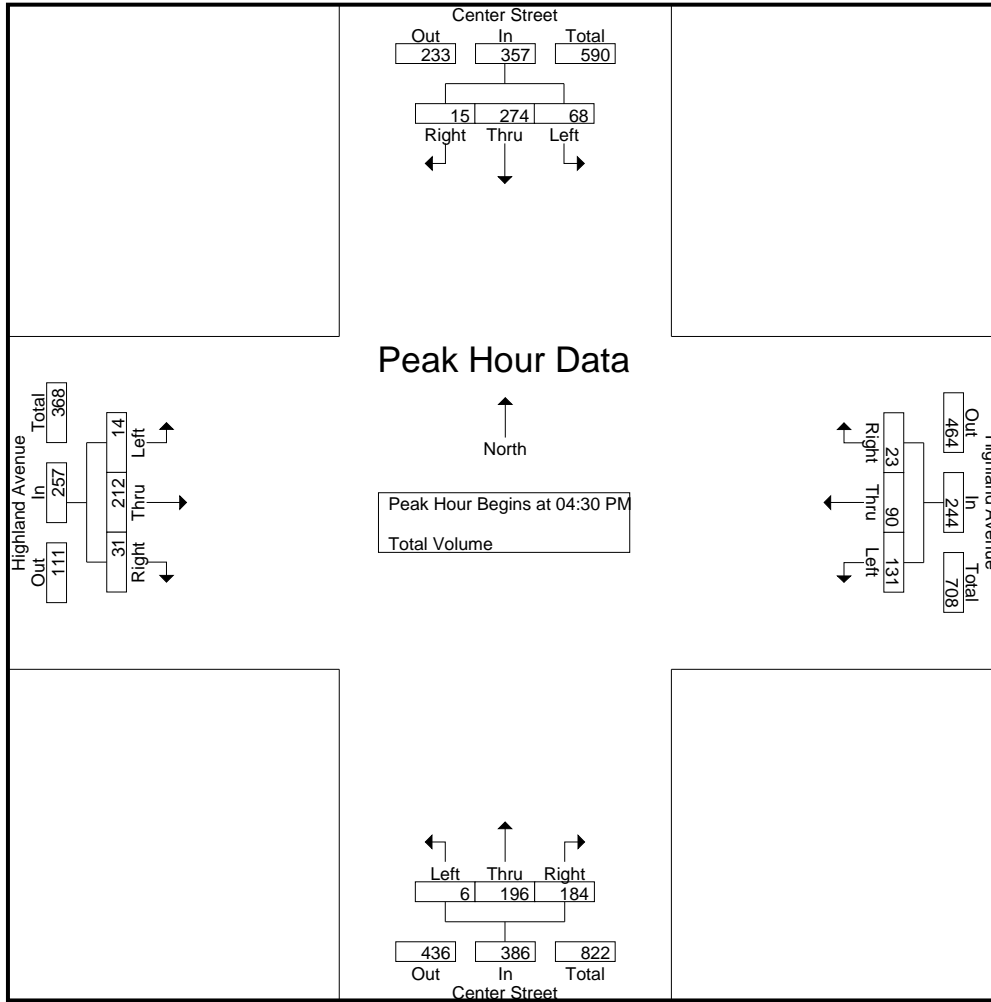 Center Street
Out In Total
233 357 590
15 274 68
Right Thru Left
Peak Hour Data
North
Peak Hour Begins at 04:30 PM
Total Volume
Highland Avenue
Total In Out
368 257 111
14 212 31
Left Thru Right
Right Thru Left
23 90 131
Out In Total
464 244 708
Highland Avenue
Left Thru Right
6 196 184
436 386 822
Out In Total
Center Street